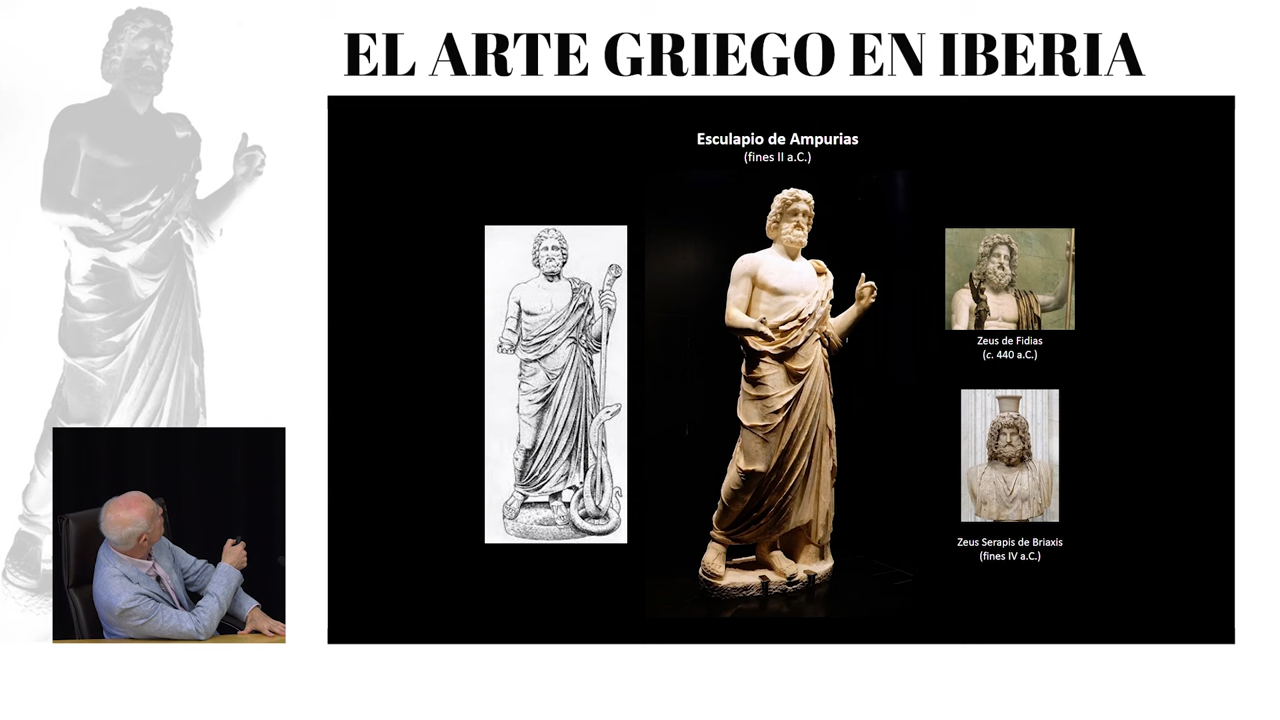 EL ARTE GRIEGO EN IBERIA
Esculapio de Ampurias
(fines II a.C.)
Zeus de Fidias
(c. 440 a.C.)
Zeus Serapis de Briaxis
(fines IV a.C.)